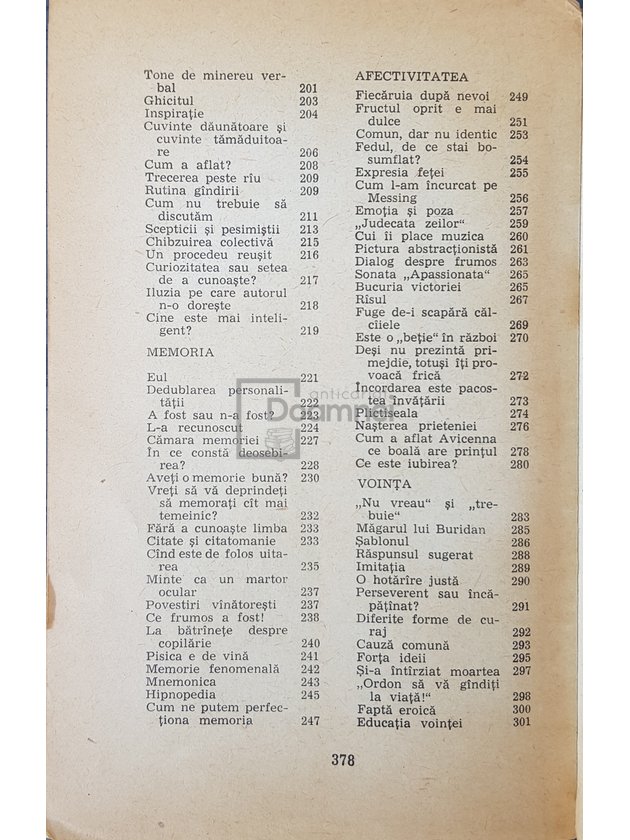 Tone de minereu ver-
bal 201
Ghicitul 203
Inspirație 204
Cuvinte dăunătoare și
cuvinte tămăduitoa-
re 206
Cum a aflat? 208
Trecerea peste rîu 209
Rutina gîndirii 209
Cum nu trebuie să
discutăm 211
Scepticii și pesimiștii 213
Chibzuirea colectivă 215
Un procedeu reușit 216
Curiozitatea sau setea
de a cunoaște? 217
Iluzia pe care autorul
n-o dorește 218
Cine este mai inteli-
gent? 219
MEMORIA
Eul 221
Dedublarea personali-
tății 222
A fost sau n-a fost? 223
L-a recunoscut 224
Cămara memoriei 227
În ce constă deosebi-
rea? 228
Aveți o memorie bună? 230
Vreți să vă deprindeți
să memorați cît mai
temeinic? 232
Fără a cunoaște limba 233
Citate și citatomanie 233
Cînd este de folos uita-
rea 235
Minte ca un martor
ocular 237
Povestiri vînătorești 237
Ce frumos a fost! 238
La bătrînețe despre
copilărie 240
Pisica e de vină 241
Memorie fenomenală 242
Mnemonica 243
Hipnopedia 245
Cum ne putem perfec-
ționa memoria 247
AFECTIVITATEA
Fiecăruia după nevoi 249
Fructul oprit e mai
dulce 251
Comun, dar nu identic 253
Fedul, de ce stai bo-
sumflat? 254
Expresia feței 255
Cum l-am încurcat pe
Messing 256
Emoția și poza 257
„Judecata zeilor“ 259
Cui îi place muzica 260
Pictura abstracționistă 261
Dialog despre frumos 263
Sonata „Apassionata“ 265
Bucuria victoriei 265
Rîsul 267
Fuge de-i scapără căl-
cîiele 269
Este o „beție“ în război 270
Deși nu prezintă pri-
mejdie, totuși îți pro-
voacă frică 272
Încordarea este pacos-
tea învățării 273
Plictiseala 274
Nașterea prieteniei 276
Cum a aflat Avicenna
ce boală are prințul 278
Ce este iubirea? 280
VOINȚA
„Nu vreau“ și „tre-
buie“ 283
Măgarul lui Buridan 285
Șablonul 286
Răspunsul sugerat 288
Imitația 289
O hotărîre justă 290
Perseverent sau încă-
pățînat? 291
Diferite forme de cu-
raj 292
Cauză comună 293
Forța ideii 295
Și-a întîrziat moartea 297
„Ordon să vă gîndiți
la viață!“ 298
Faptă eroică 300
Educația voinței 301
378